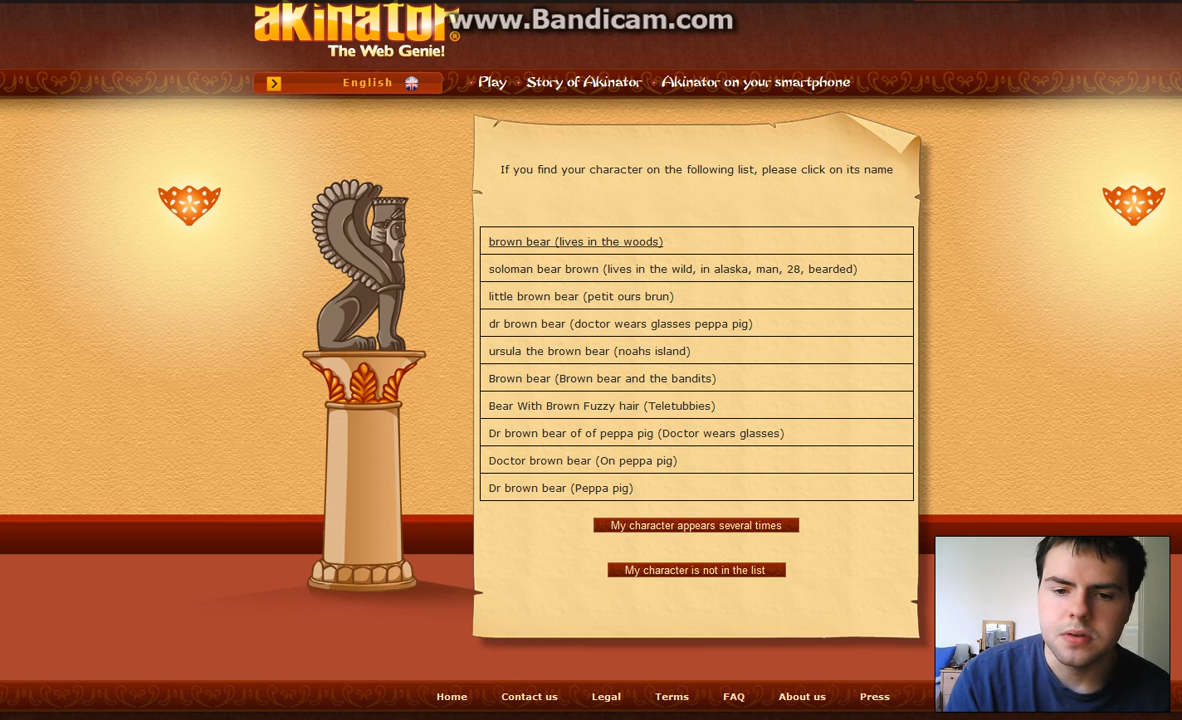 akinator®
www.Bandicam.com
The Web Genie!
English
Play
Story of Akinator
Akinator on your smartphone
If you find your character on the following list, please click on its name
brown bear (lives in the woods)
soloman bear brown (lives in the wild, in alaska, man, 28, bearded)
little brown bear (petit ours brun)
dr brown bear (doctor wears glasses peppa pig)
ursula the brown bear (noahs island)
Brown bear (Brown bear and the bandits)
Bear With Brown Fuzzy hair (Teletubbies)
Dr brown bear of of peppa pig (Doctor wears glasses)
Doctor brown bear (On peppa pig)
Dr brown bear (Peppa pig)
My character appears several times
My character is not in the list
Home Contact us Legal Terms FAQ About us Press